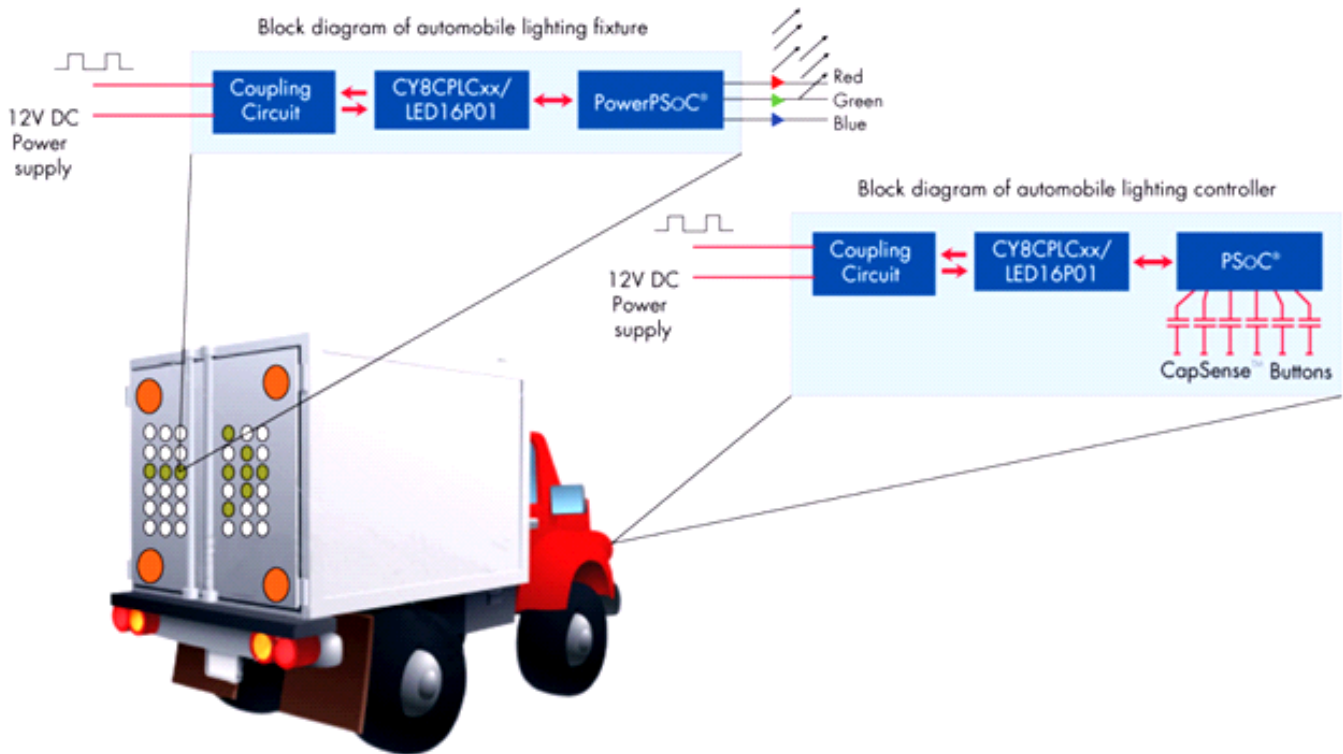 Block diagram of automobile lighting fixture
12V DC
Power
supply
Coupling
Circuit
CY8CPLCxx/
LED16P01
PowerPSoC®
Red
Green
Blue
Block diagram of automobile lighting controller
12V DC
Power
supply
Coupling
Circuit
CY8CPLCxx/
LED16P01
PSoC®
CapSense™ Buttons